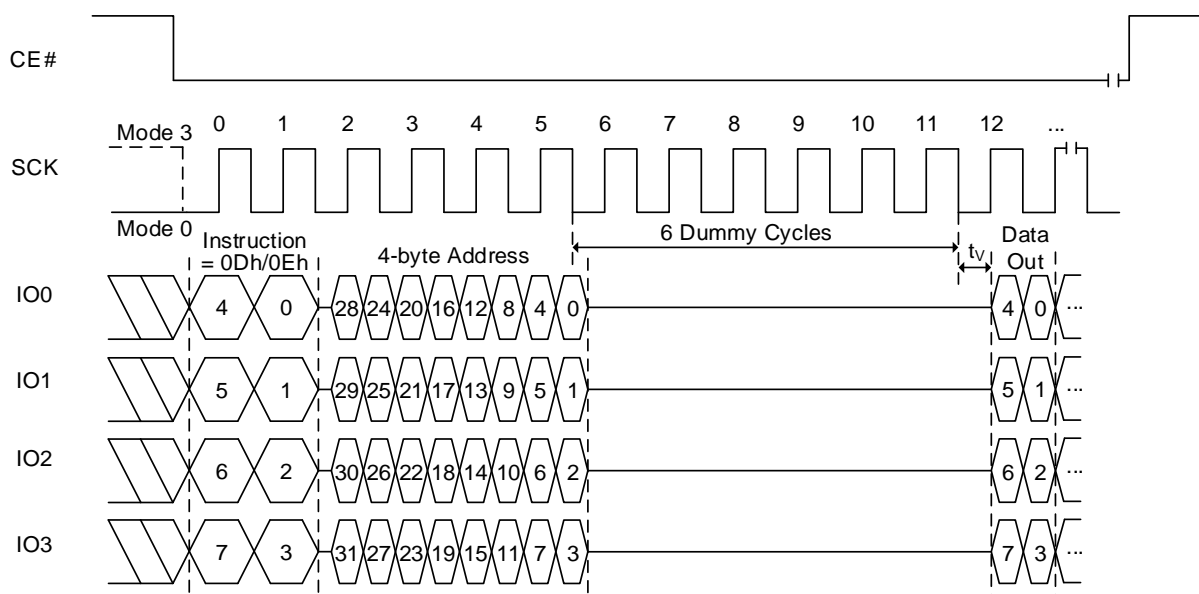 CE#
0 1 2 3 4 5 6 7 8 9 10 11 12 ...
Mode 3
SCK
Mode 0
6 Dummy Cycles
Instruction
= 0Dh/0Eh
4-byte Address
tV
Data
Out
IO0
4 0 28 24 20 16 12 8 4 0 4 0 ...
IO1
5 1 29 25 21 17 13 9 5 1 5 1 ...
IO2
6 2 30 26 22 18 14 10 6 2 6 2 ...
IO3
7 3 31 27 23 19 15 11 7 3 7 3 ...